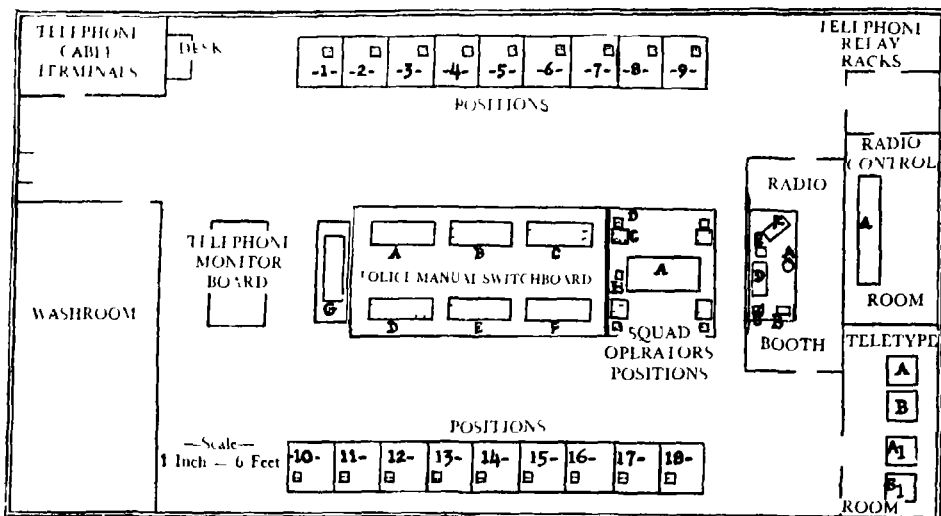 TELEPHONE
CABLE
TERMINALS
DESK
-1- -2- -3- -4- -5- -6- -7- -8- -9-
POSITIONS
TELEPHONE
RELAY
RACKS
RADIO
CONTROL
A
ROOM
RADIO
A
D
BOOTH
TELEPHONE
MONITOR
BOARD
G
A B C
POLICE MANUAL SWITCHBOARD
D E F
D
C
A
SQUAD
OPERATORS
POSITIONS
WASHROOM
TELETYPE
A
B
A1
B1
ROOM
POSITIONS
—Scale—
1 Inch — 6 Feet
-10- 11- 12- 13- 14- 15- 16- 17- 18-